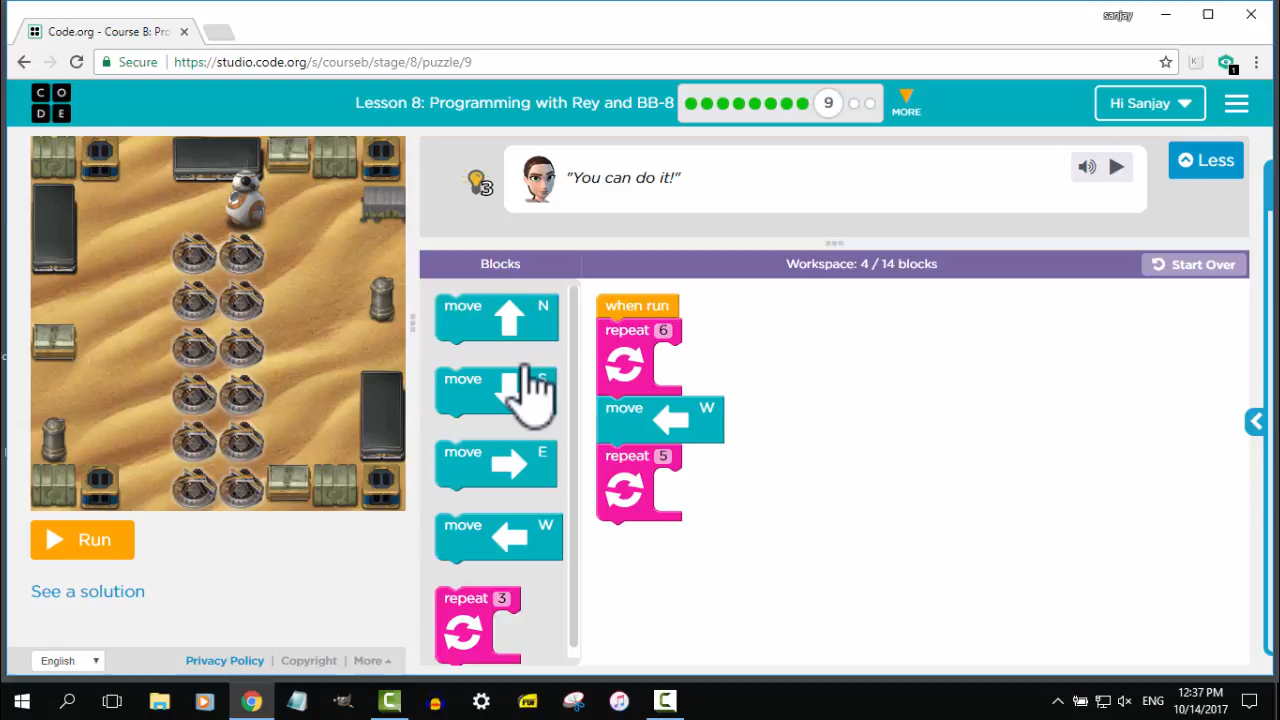 sanjay
Code.org - Course B: Pro
Secure https://studio.code.org/s/courseb/stage/8/puzzle/9
1
C O
D E
Lesson 8: Programming with Rey and BB-8
9
MORE
Hi Sanjay
3
"You can do it!"
Less
Blocks
Workspace: 4 / 14 blocks
Start Over
move N
move S
move E
move W
repeat 3
when run
repeat 6
move W
repeat 5
Run
See a solution
English
Privacy Policy | Copyright | More
ENG
12:37 PM
10/14/2017